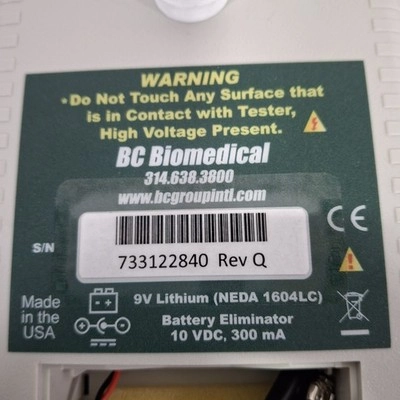 WARNING
•Do Not Touch Any Surface that
is in Contact with Tester,
High Voltage Present.
BC Biomedical
314.638.3800
www.bcgroupintl.com
S/N
733122840 Rev Q
CE
Made
in the
USA
9V Lithium (NEDA 1604LC)
Battery Eliminator
10 VDC, 300 mA